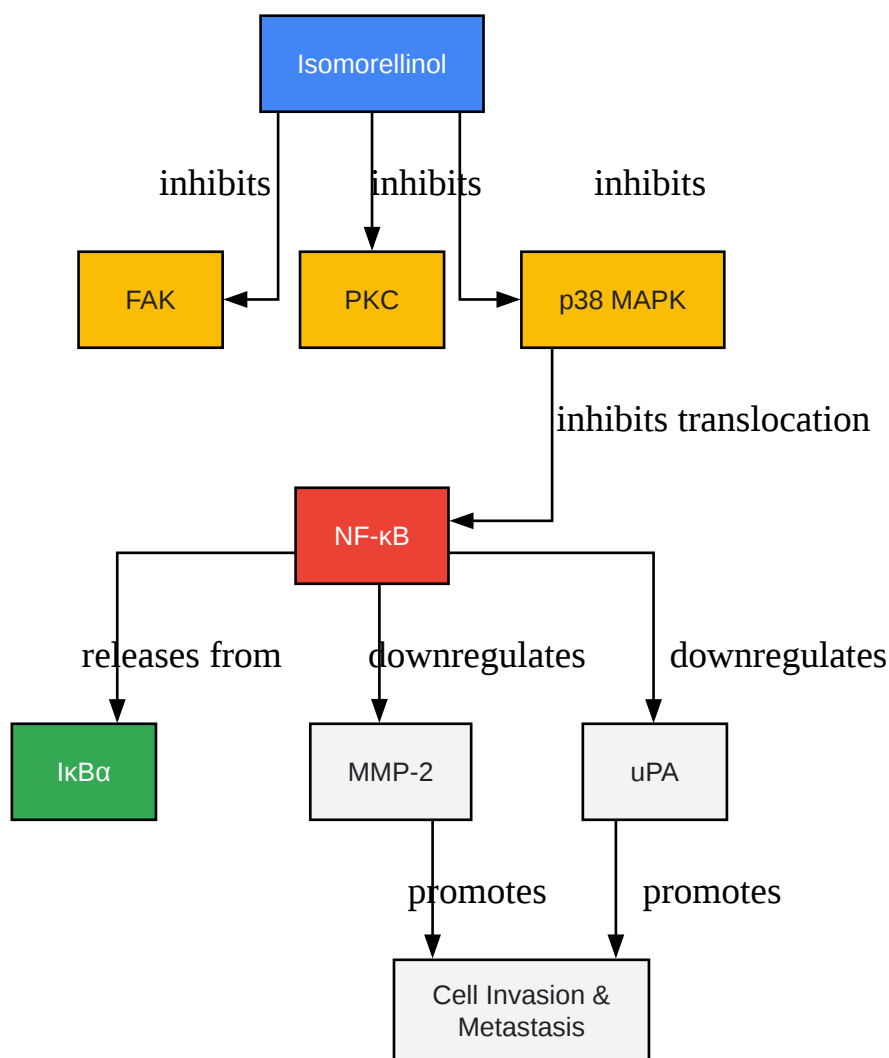 Isomorellinol
inhibits
inhibits
inhibits
FAK
PKC
p38 MAPK
inhibits translocation
NF-κB
releases from
downregulates
downregulates
IκBα
MMP-2
uPA
promotes
promotes
Cell Invasion &
Metastasis